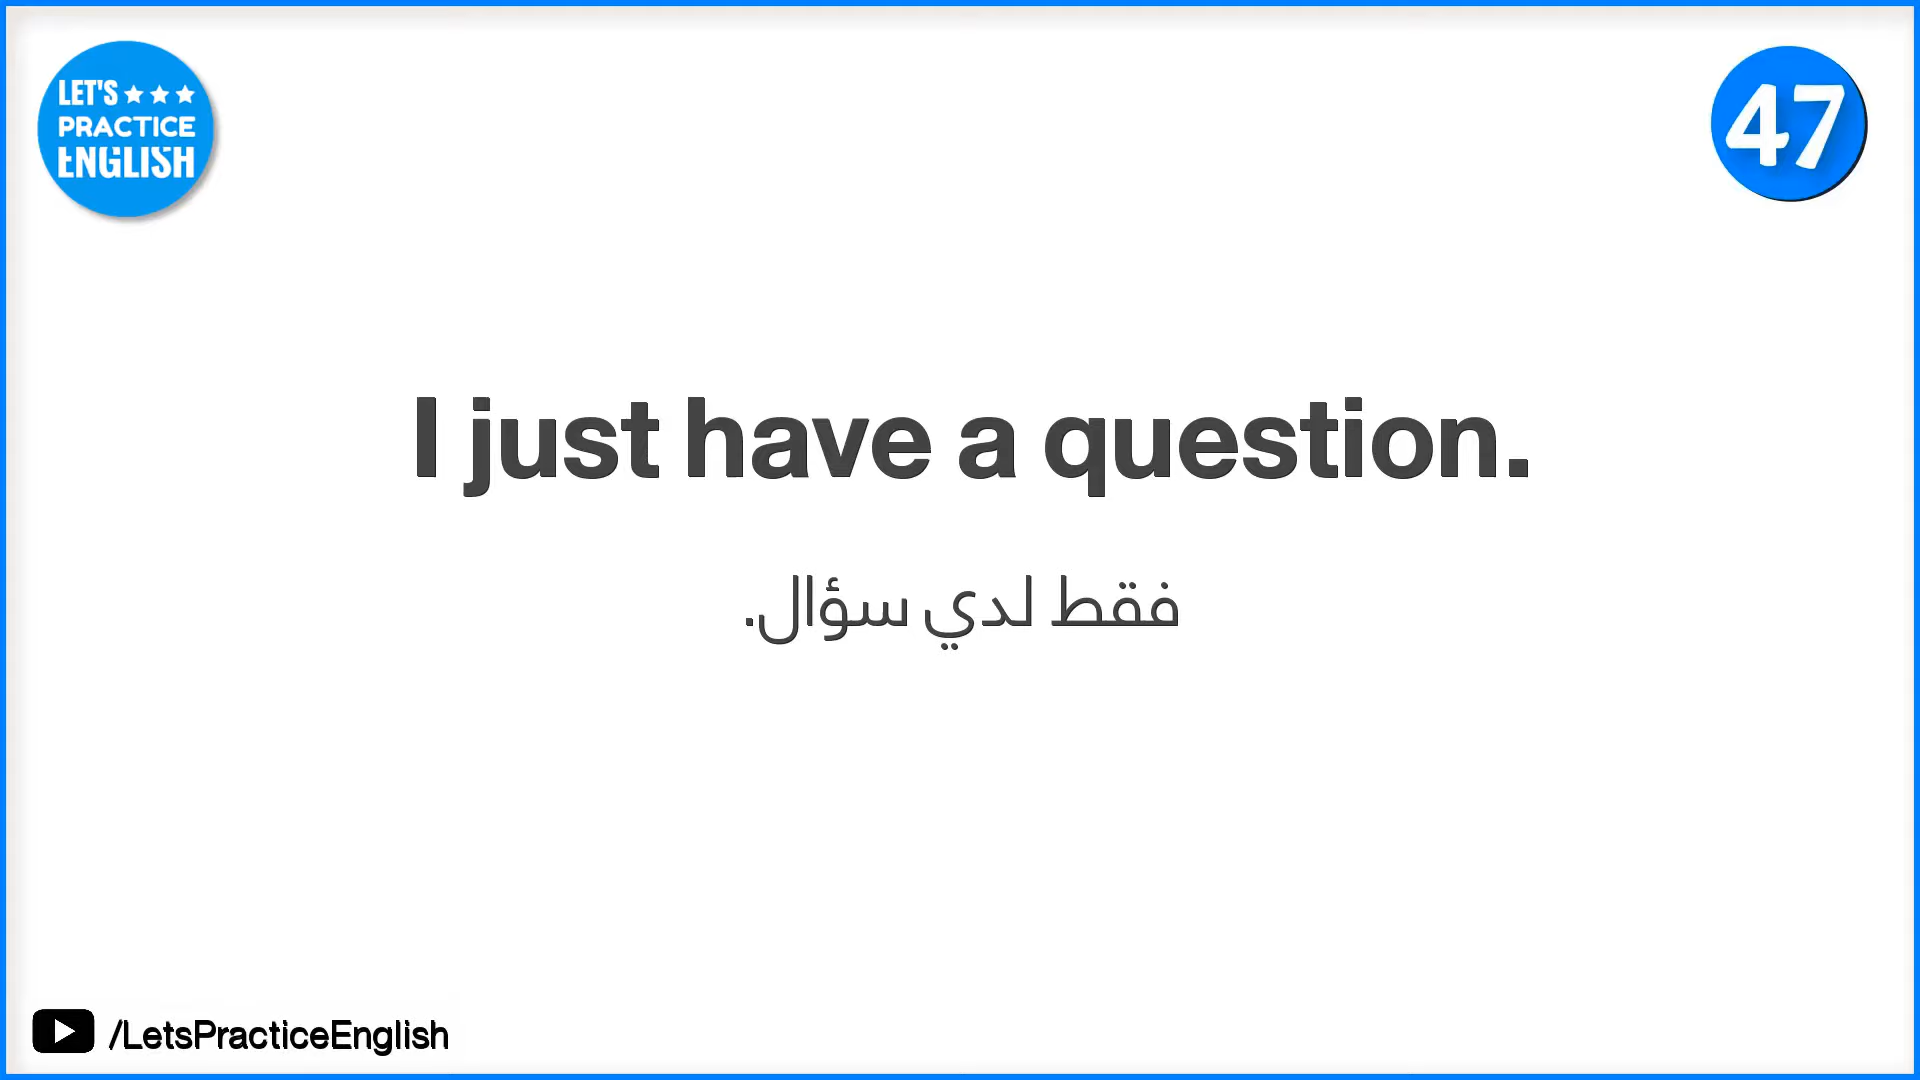 LET'S
PRACTICE
ENGLISH
47
I just have a question.
فقط لدي سؤال.
/LetsPracticeEnglish